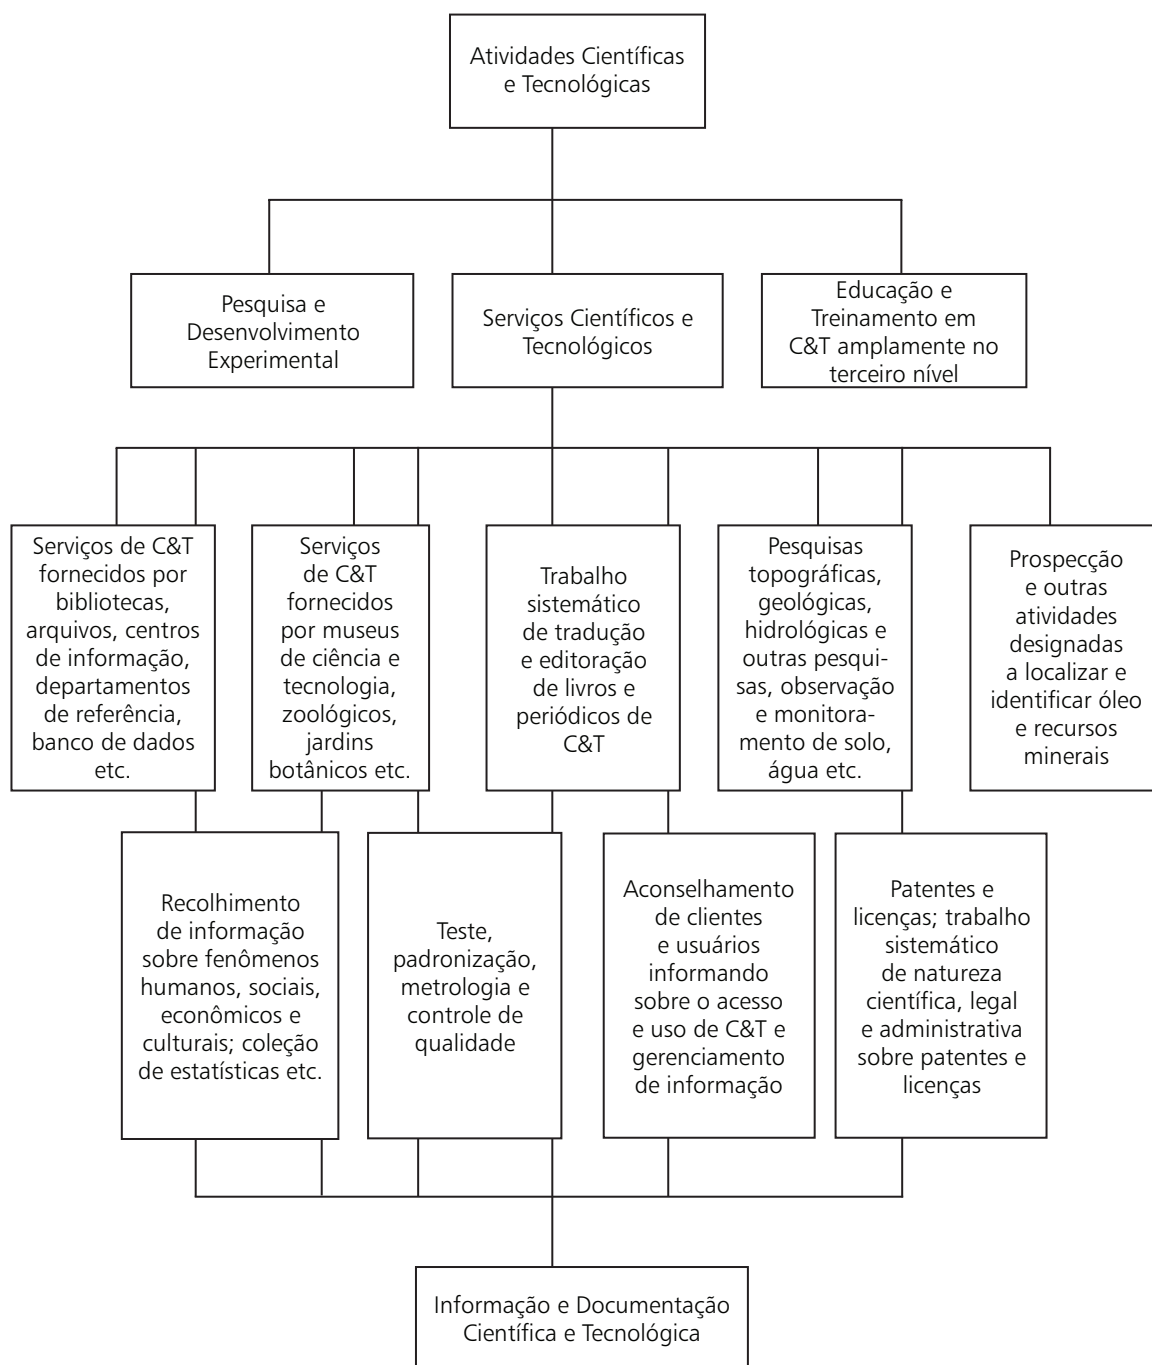 Atividades Científicas
e Tecnológicas
Pesquisa e
Desenvolvimento
Experimental
Serviços Científicos e
Tecnológicos
Educação e
Treinamento em
C&T amplamente no
terceiro nível
Serviços de C&T
fornecidos por
bibliotecas,
arquivos, centros
de informação,
departamentos
de referência,
banco de dados
etc.
Serviços
de C&T
fornecidos
por museus
de ciência e
tecnologia,
zoológicos,
jardins
botânicos etc.
Trabalho
sistemático
de tradução
e editoração
de livros e
periódicos de
C&T
Pesquisas
topográficas,
geológicas,
hidrológicas e
outras pesqui-
sas, observação
e monitora-
mento de solo,
água etc.
Prospecção
e outras
atividades
designadas
a localizar e
identificar óleo
e recursos
minerais
Recolhimento
de informação
sobre fenômenos
humanos, sociais,
econômicos e
culturais; coleção
de estatísticas etc.
Teste,
padronização,
metrologia e
controle de
qualidade
Aconselhamento
de clientes
e usuários
informando
sobre o acesso
e uso de C&T e
gerenciamento
de informação
Patentes e
licenças; trabalho
sistemático
de natureza
científica, legal
e administrativa
sobre patentes e
licenças
Informação e Documentação
Científica e Tecnológica